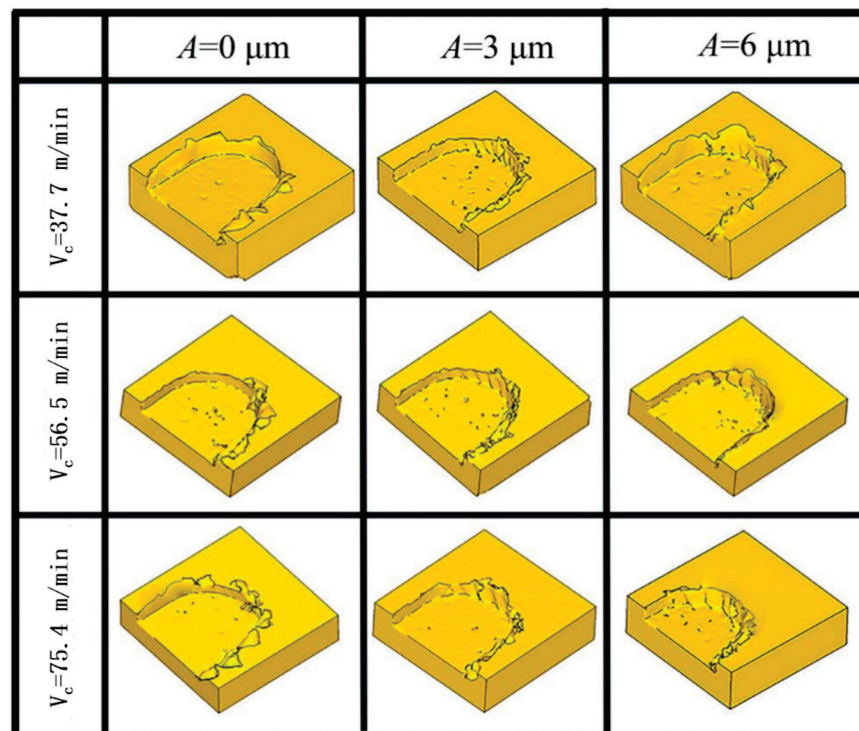 A=0 μm
A=3 μm
A=6 μm
Vc=37.7 m/min
Vc=56.5 m/min
Vc=75.4 m/min